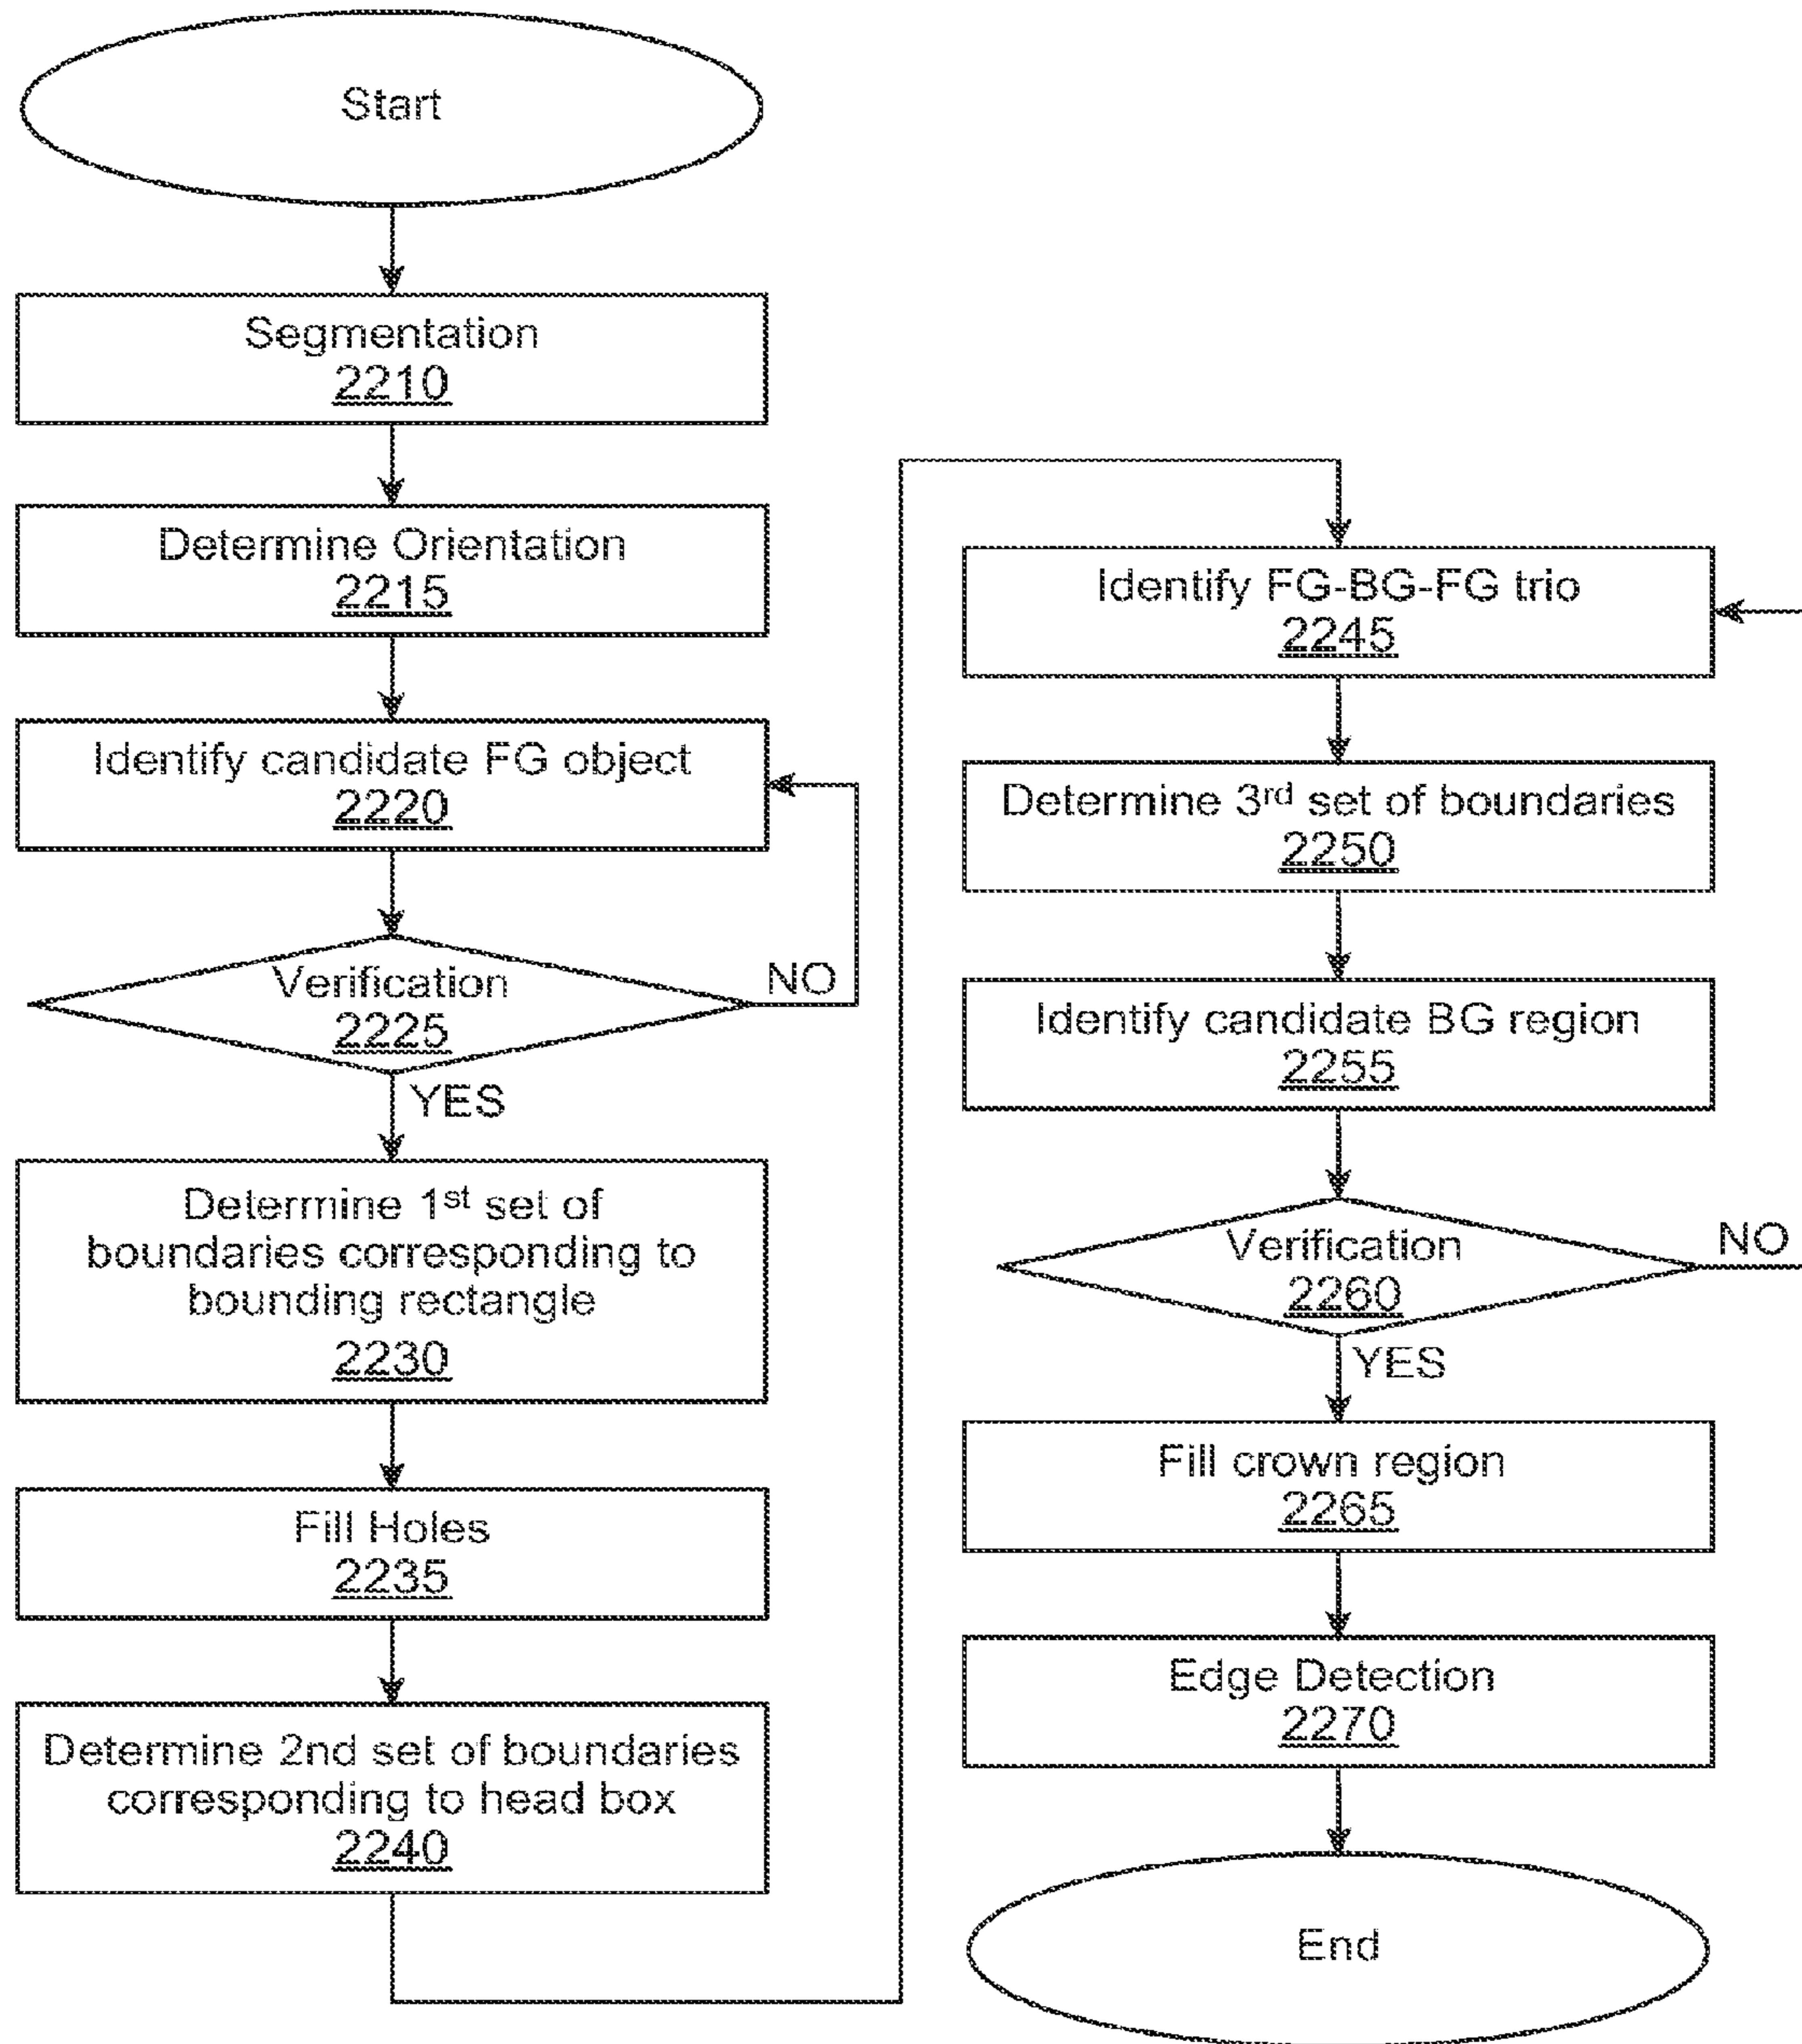 Start
Segmentation
2210
Determine Orientation
2215
Identify candidate FG object
2220
Verification
2225
NO
YES
Determine 1st set of
boundaries corresponding to
bounding rectangle
2230
Fill Holes
2235
Determine 2nd set of boundaries
corresponding to head box
2240
Identify FG-BG-FG trio
2245
Determine 3rd set of boundaries
2250
Identify candidate BG region
2255
Verification
2260
NO
YES
Fill crown region
2265
Edge Detection
2270
End